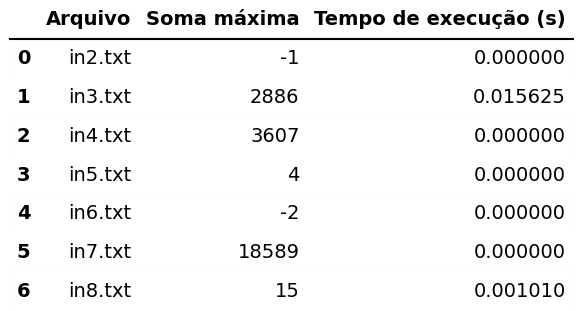 Arquivo Soma máxima Tempo de execução (s)
0 in2.txt -1 0.000000
1 in3.txt 2886 0.015625
2 in4.txt 3607 0.000000
3 in5.txt 4 0.000000
4 in6.txt -2 0.000000
5 in7.txt 18589 0.000000
6 in8.txt 15 0.001010